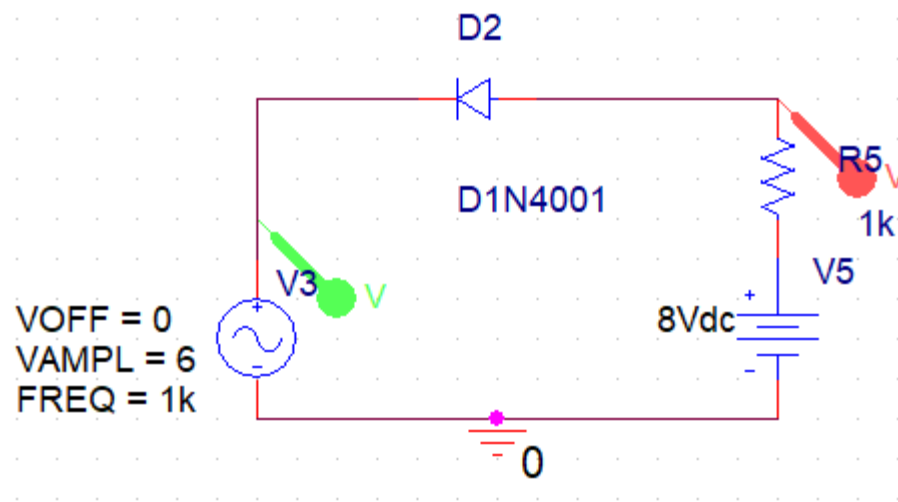 D2
D1N4001
R5
V
1k
V3
V
V5
8Vdc
+
-
+
-
VOFF = 0
VAMPL = 6
FREQ = 1k
0